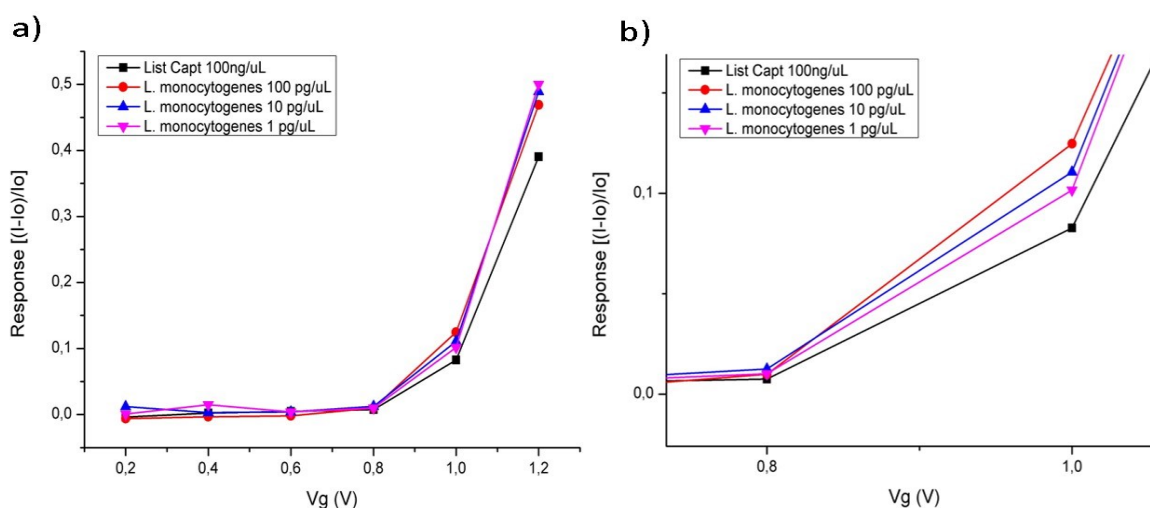 a)
List Capt 100ng/uL
L. monocytogenes 100 pg/uL
L. monocytogenes 10 pg/uL
L. monocytogenes 1 pg/uL
Response [(I-Io)/Io]
0,5
0,4
0,3
0,2
0,1
0,0
0,2 0,4 0,6 0,8 1,0 1,2
Vg (V)
b)
List Capt 100ng/uL
L. monocytogenes 100 pg/uL
L. monocytogenes 10 pg/uL
L. monocytogenes 1 pg/uL
Response [(I-Io)/Io]
0,1
0,0
0,8 1,0
Vg (V)